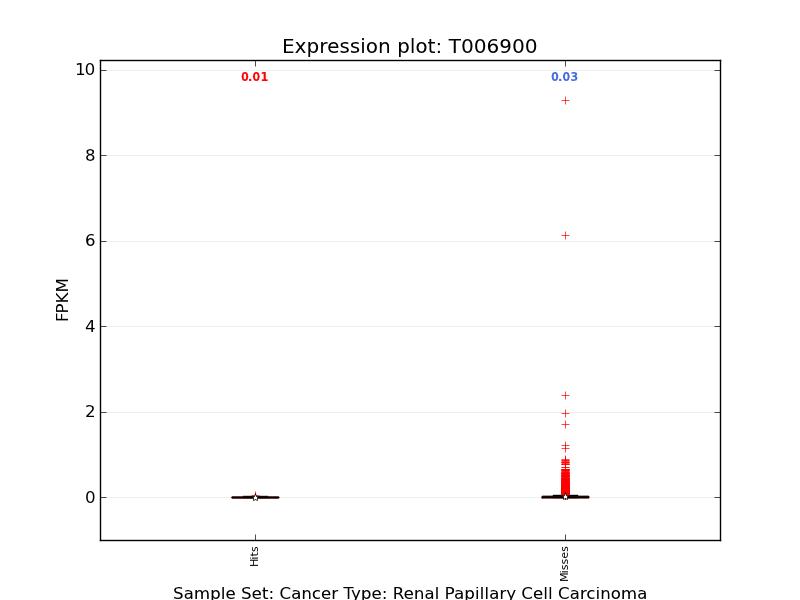 Expression plot: T006900
0.01
0.03
10
8
6
4
2
0
FPKM
Hits
Misses
Sample Set: Cancer Type: Renal Papillary Cell Carcinoma